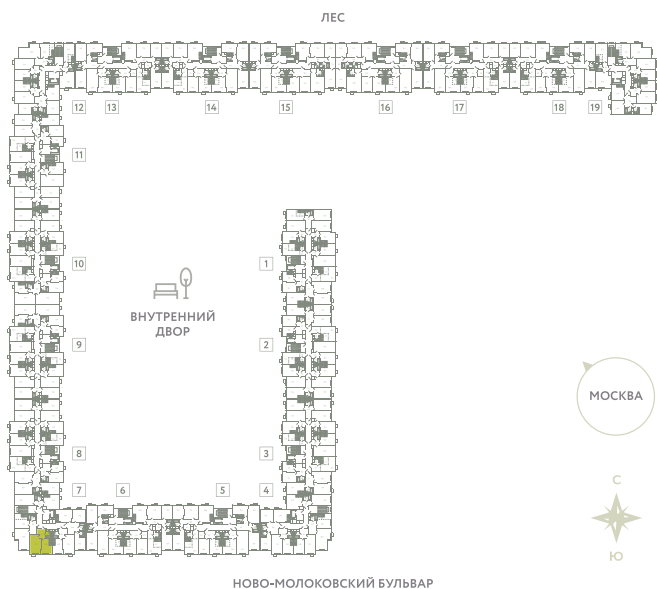 ЛЕС
12 13 14 15 16 17 18 19
11
10 1
ВНУТРЕННИЙ
ДВОР
9 2
МОСКВА
8 3
С
7 6 5 4
Ю
НОВО-МОЛОКОВСКИЙ БУЛЬВАР